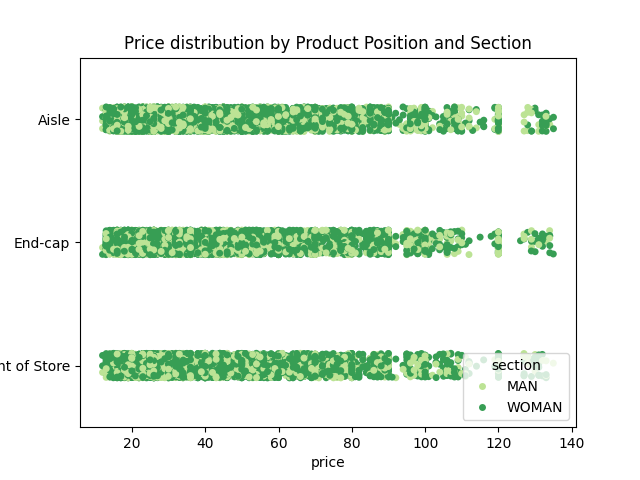 Price distribution by Product Position and Section
Aisle
End-cap
nt of Store
section
MAN
WOMAN
20 40 60 80 100 120 140
price